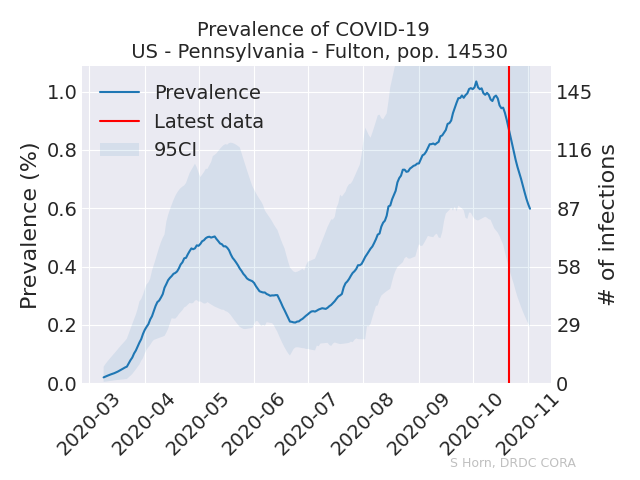 Prevalence of COVID-19
US - Pennsylvania - Fulton, pop. 14530
Prevalence
Latest data
95CI
Prevalence (%)
1.0
0.8
0.6
0.4
0.2
0.0
145
116
87
58
29
0
# of infections
2020-03
2020-04
2020-05
2020-06
2020-07
2020-08
2020-09
2020-10
2020-11
S Horn, DRDC CORA